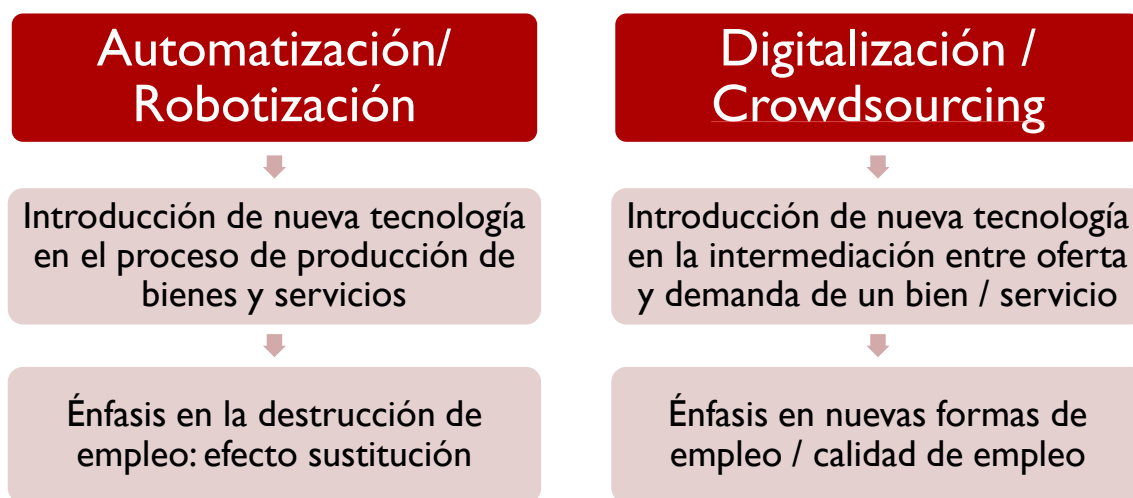 Automatización/
Robotización
Introducción de nueva tecnología
en el proceso de producción de
bienes y servicios
Énfasis en la destrucción de
empleo: efecto sustitución
Digitalización /
Crowdsourcing
Introducción de nueva tecnología
en la intermediación entre oferta
y demanda de un bien / servicio
Énfasis en nuevas formas de
empleo / calidad de empleo